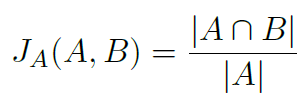 J_A(A, B) = |A ∩ B| / |A|